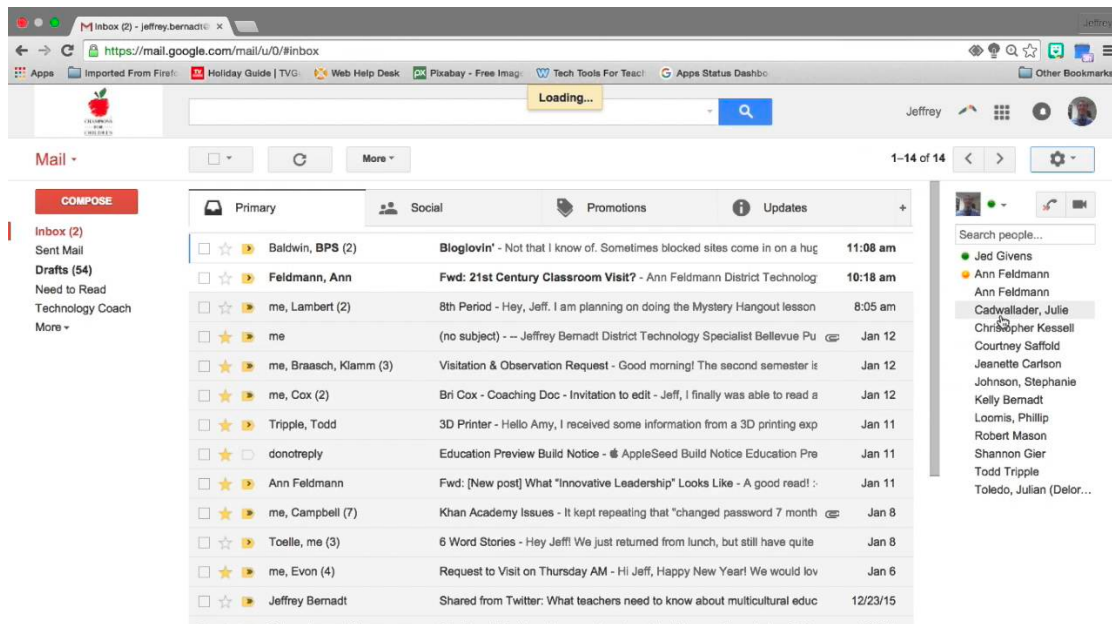 Inbox (2) - jeffrey.bernadt@
Jeffrey
https://mail.google.com/mail/u/0/#inbox
Apps Imported From Firefo Holiday Guide | TVG Web Help Desk Pixabay - Free Imag Tech Tools For Teach Apps Status Dashbo Other Bookmarks
Loading...
CHAMPIONS
FOR
CHILDREN
Jeffrey
Mail
More
1–14 of 14
COMPOSE
Primary Social Promotions Updates +
Inbox (2)
Sent Mail
Drafts (54)
Need to Read
Technology Coach
More
Baldwin, BPS (2) Bloglovin' - Not that I know of. Sometimes blocked sites come in on a hug 11:08 am
Feldmann, Ann Fwd: 21st Century Classroom Visit? - Ann Feldmann District Technolog 10:18 am
me, Lambert (2) 8th Period - Hey, Jeff. I am planning on doing the Mystery Hangout lesson 8:05 am
me (no subject) - -- Jeffrey Bernadt District Technology Specialist Bellevue Pu Jan 12
me, Braasch, Klamm (3) Visitation & Observation Request - Good morning! The second semester is Jan 12
me, Cox (2) Bri Cox - Coaching Doc - Invitation to edit - Jeff, I finally was able to read a Jan 12
Tripple, Todd 3D Printer - Hello Amy, I received some information from a 3D printing exp Jan 11
donotreply Education Preview Build Notice - AppleSeed Build Notice Education Pre Jan 11
Ann Feldmann Fwd: [New post] What "Innovative Leadership" Looks Like - A good read! :- Jan 11
me, Campbell (7) Khan Academy Issues - It kept repeating that "changed password 7 month Jan 8
Toelle, me (3) 6 Word Stories - Hey Jeff! We just returned from lunch, but still have quite Jan 8
me, Evon (4) Request to Visit on Thursday AM - Hi Jeff, Happy New Year! We would lov Jan 6
Jeffrey Bernadt Shared from Twitter: What teachers need to know about multicultural educ 12/23/15
Search people...
Jed Givens
Ann Feldmann
Ann Feldmann
Cadwallader, Julie
Christopher Kessell
Courtney Saffold
Jeanette Carlson
Johnson, Stephanie
Kelly Bernadt
Loomis, Phillip
Robert Mason
Shannon Gier
Todd Tripple
Toledo, Julian (Delor...